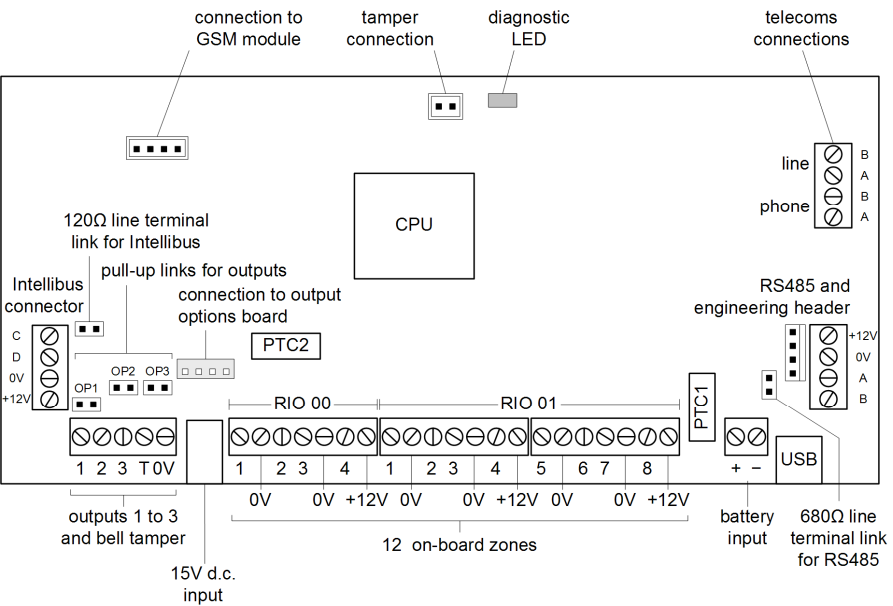 connection to
GSM module
tamper
connection
diagnostic
LED
telecoms
connections
line
phone
B
A
B
A
CPU
120Ω line terminal
link for Intellibus
pull-up links for outputs
Intellibus
connector
connection to output
options board
RS485 and
engineering header
C
D
0V
+12V
OP1
OP2
OP3
PTC2
PTC1
+12V
0V
A
B
RIO 00
RIO 01
1 2 3 T 0V
1 2 3 4
1 2 3 4
5 6 7 8
+ −
USB
0V 0V +12V 0V 0V +12V 0V 0V +12V
outputs 1 to 3
and bell tamper
12 on-board zones
battery
input
680Ω line
terminal link
for RS485
15V d.c.
input